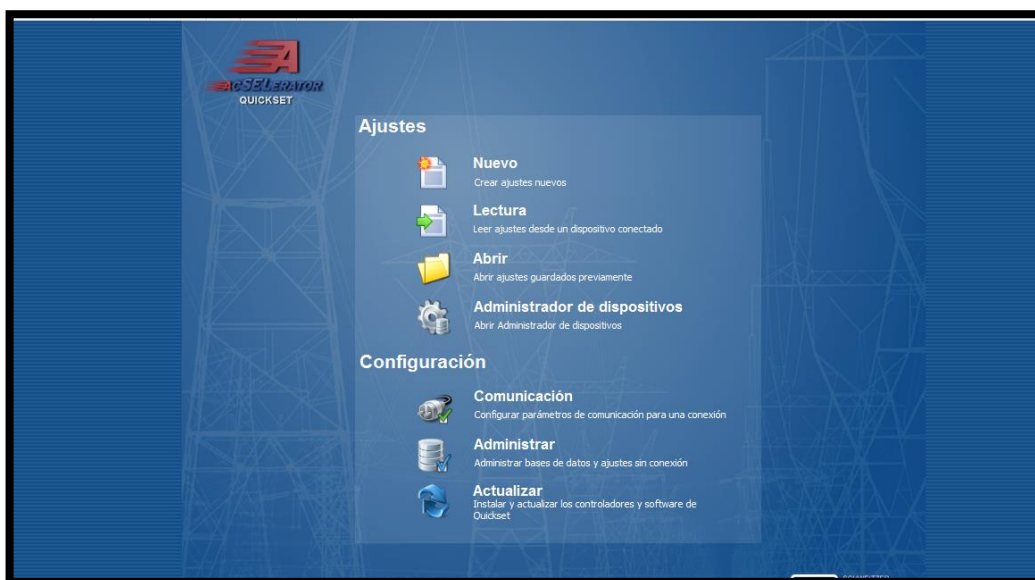 ACSELERATOR
QUICKSET
Ajustes
Nuevo
Crear ajustes nuevos
Lectura
Leer ajustes desde un dispositivo conectado
Abrir
Abrir ajustes guardados previamente
Administrador de dispositivos
Abrir Administrador de dispositivos
Configuración
Comunicación
Configurar parámetros de comunicación para una conexión
Administrar
Administrar bases de datos y ajustes sin conexión
Actualizar
Instalar y actualizar los controladores y software de
Quickset